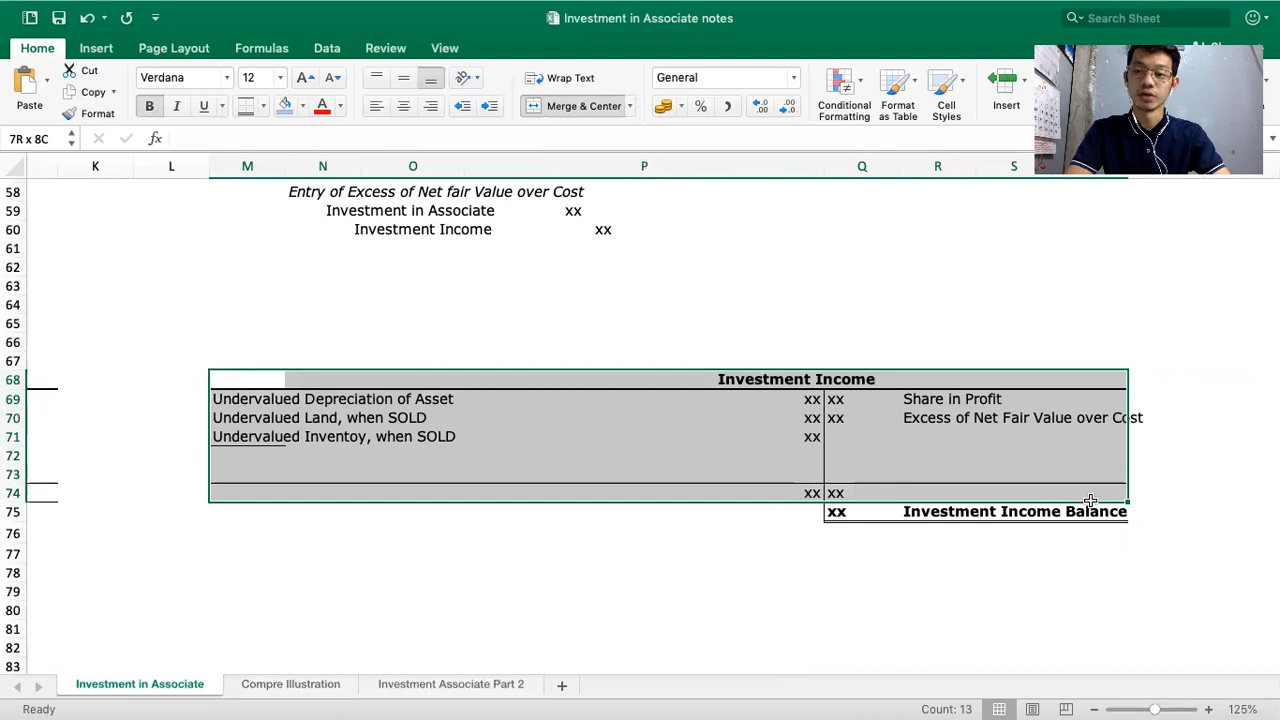 Investment in Associate notes
Search Sheet
Home Insert Page Layout Formulas Data Review View
Cut
Copy
Format
Paste
Verdana 12 A A
B I U A
Wrap Text
Merge & Center
General
%
.0 .00
.00 .0
Conditional Formatting
Format as Table
Cell Styles
Insert
7R x 8C fx
K L M N O P Q R S
58 Entry of Excess of Net fair Value over Cost
59 Investment in Associate xx
60 Investment Income xx
61
62
63
64
65
66
67
68 Investment Income
69 Undervalued Depreciation of Asset xx xx Share in Profit
70 Undervalued Land, when SOLD xx xx Excess of Net Fair Value over Cost
71 Undervalued Inventoy, when SOLD xx
72
73
74 xx xx
75 xx Investment Income Balance
76
77
78
79
80
81
82
83
Investment in Associate Compre Illustration Investment Associate Part 2
Ready Count: 13 125%